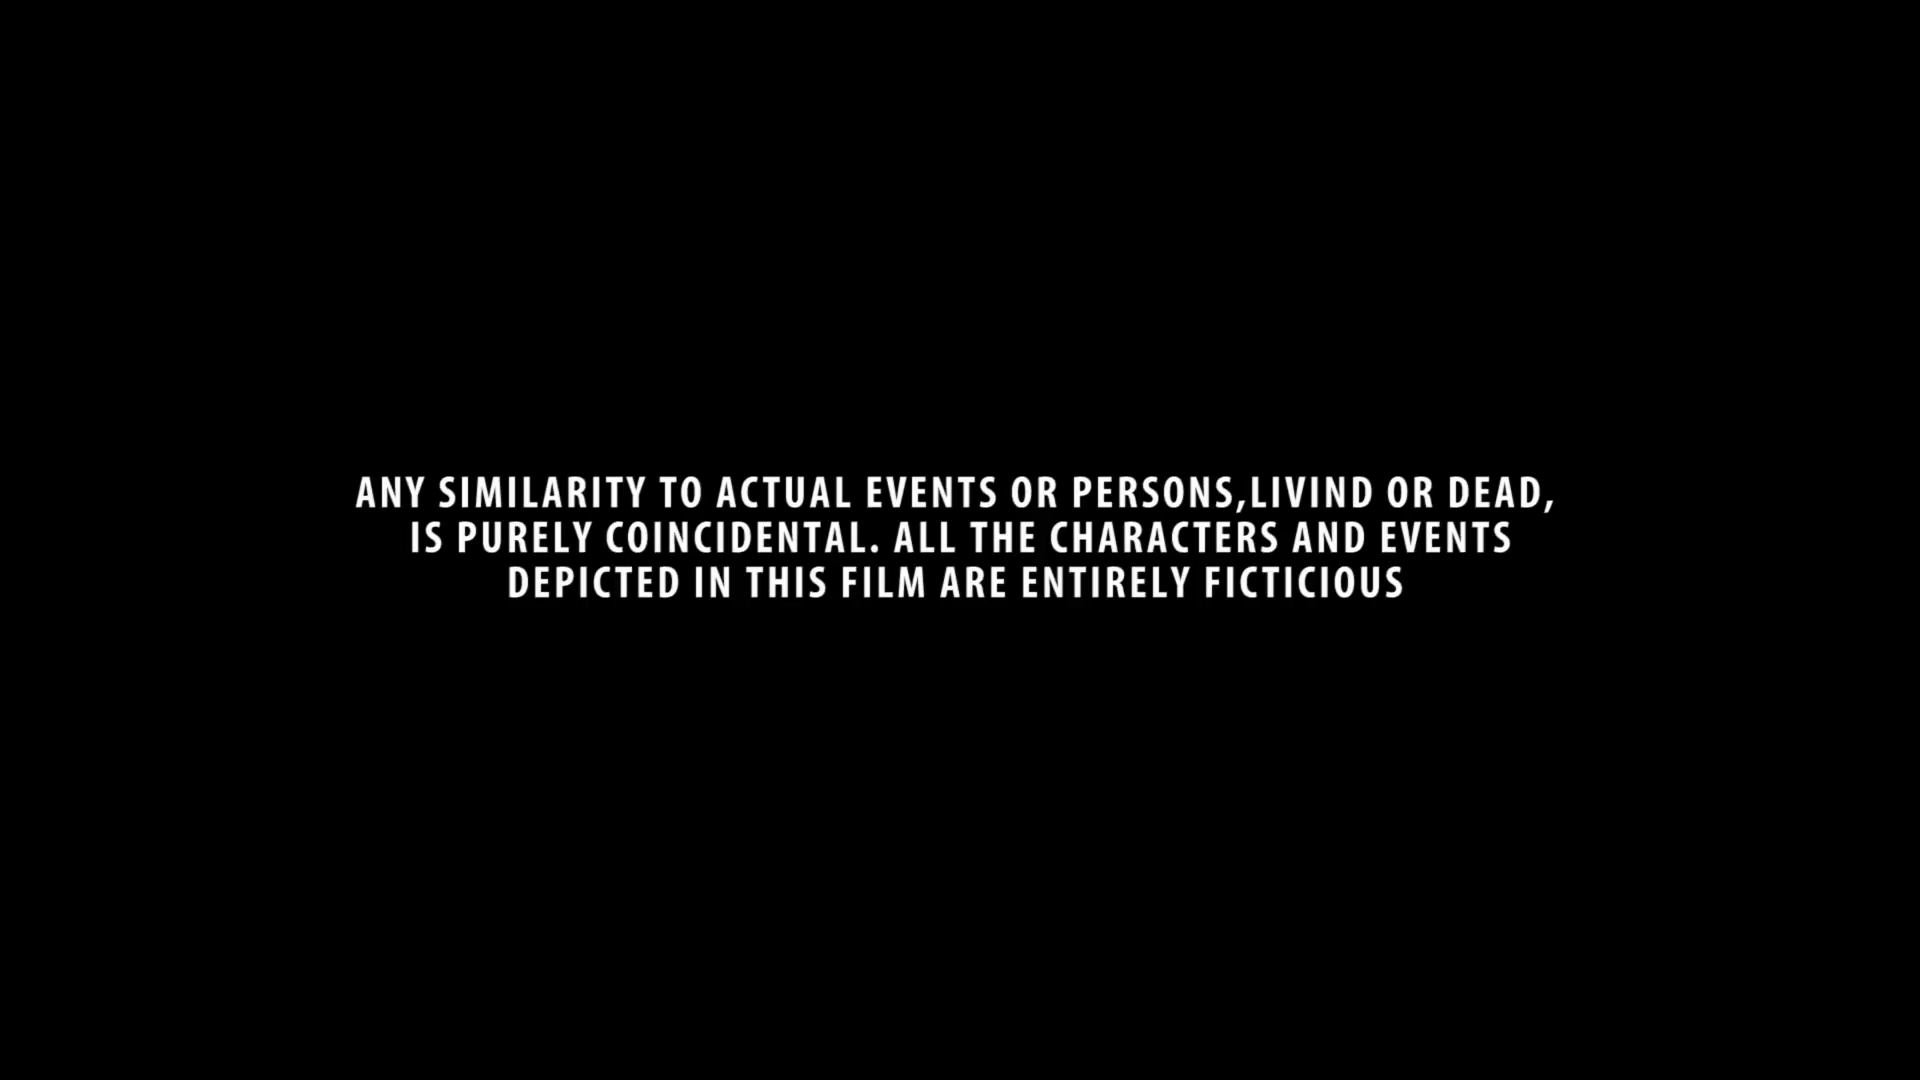 ANY SIMILARITY TO ACTUAL EVENTS OR PERSONS,LIVIND OR DEAD,
IS PURELY COINCIDENTAL. ALL THE CHARACTERS AND EVENTS
DEPICTED IN THIS FILM ARE ENTIRELY FICTICIOUS